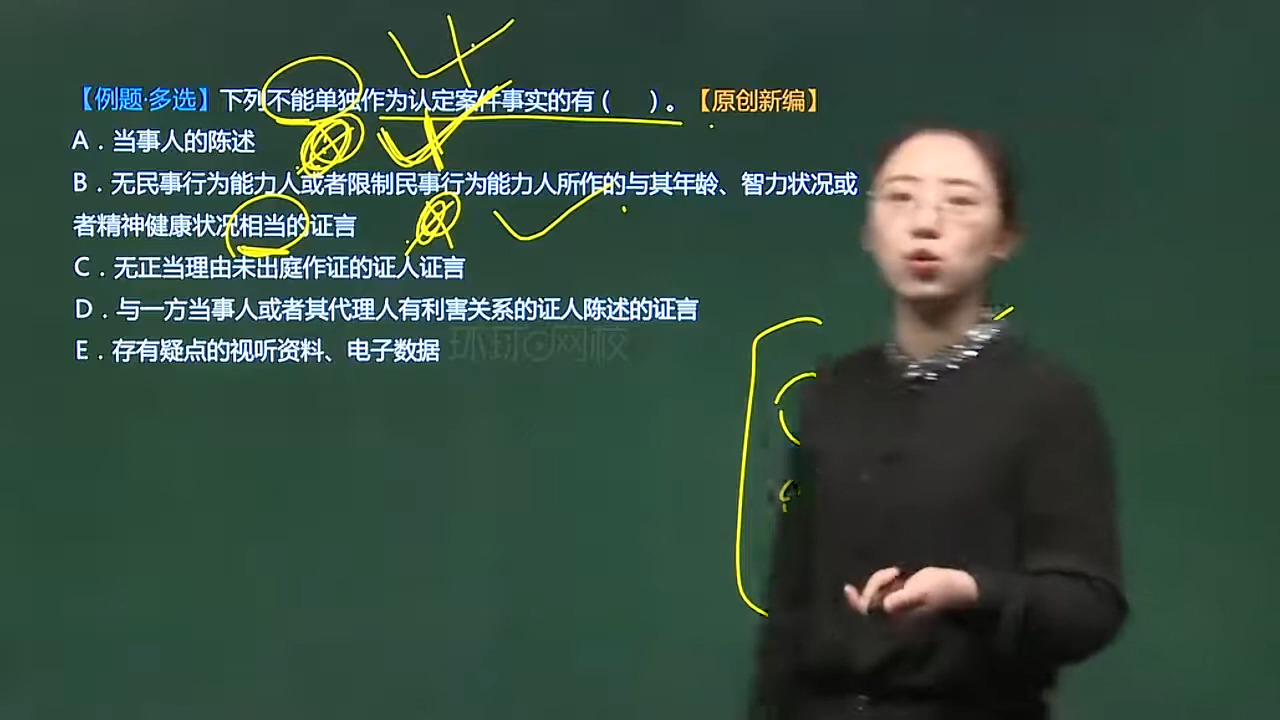 【例题·多选】下列不能单独作为认定案件事实的有（ ）。【原创新编】
A．当事人的陈述
B．无民事行为能力人或者限制民事行为能力人所作的与其年龄、智力状况或
者精神健康状况相当的证言
C．无正当理由未出庭作证的证人证言
D．与一方当事人或者其代理人有利害关系的证人陈述的证言
E．存有疑点的视听资料、电子数据
环球网校